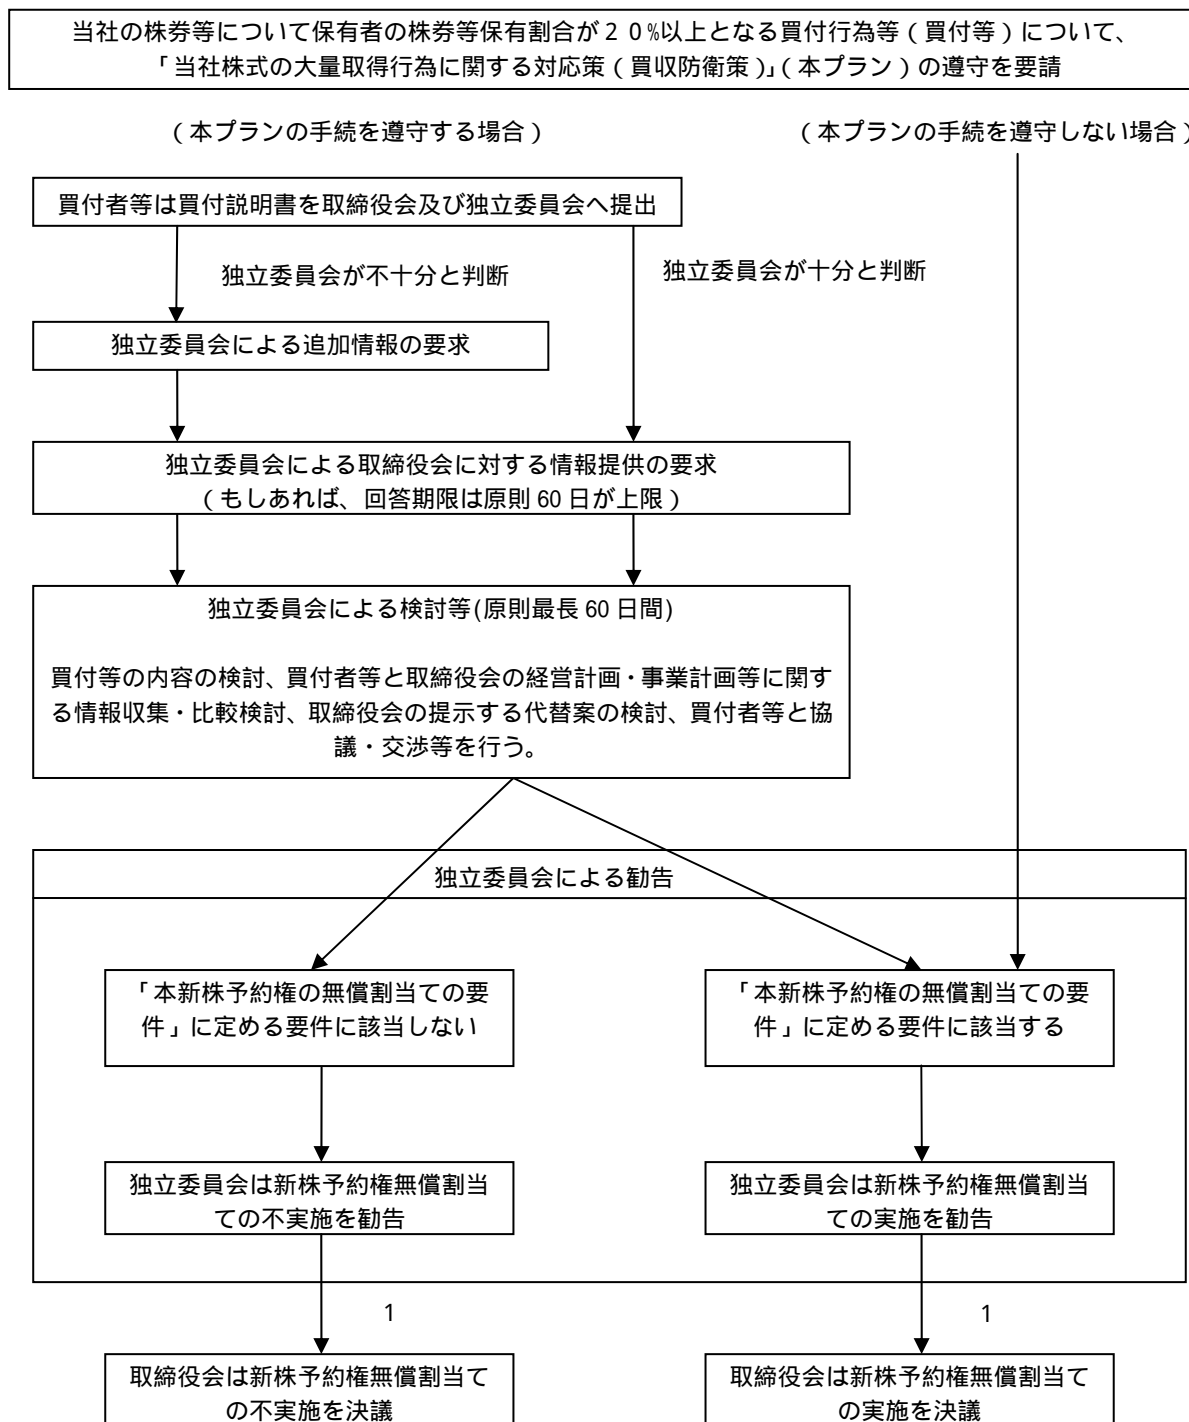 当社の株券等について保有者の株券等保有割合が20%以上となる買付行為等(買付等)について、
「当社株式の大量取得行為に関する対応策(買収防衛策)」(本プラン)の遵守を要請
(本プランの手続を遵守する場合)
(本プランの手続を遵守しない場合)
買付者等は買付説明書を取締役会及び独立委員会へ提出
独立委員会が不十分と判断
独立委員会が十分と判断
独立委員会による追加情報の要求
独立委員会による取締役会に対する情報提供の要求
(もしあれば、回答期限は原則60日が上限)
独立委員会による検討等(原則最長60日間)
買付等の内容の検討、買付者等と取締役会の経営計画・事業計画等に関す
る情報収集・比較検討、取締役会の提示する代替案の検討、買付者等と協
議・交渉等を行う。
独立委員会による勧告
「本新株予約権の無償割当ての要
件」に定める要件に該当しない
「本新株予約権の無償割当ての要
件」に定める要件に該当する
独立委員会は新株予約権無償割当
ての不実施を勧告
独立委員会は新株予約権無償割当
ての実施を勧告
1
1
取締役会は新株予約権無償割当て
の不実施を決議
取締役会は新株予約権無償割当て
の実施を決議